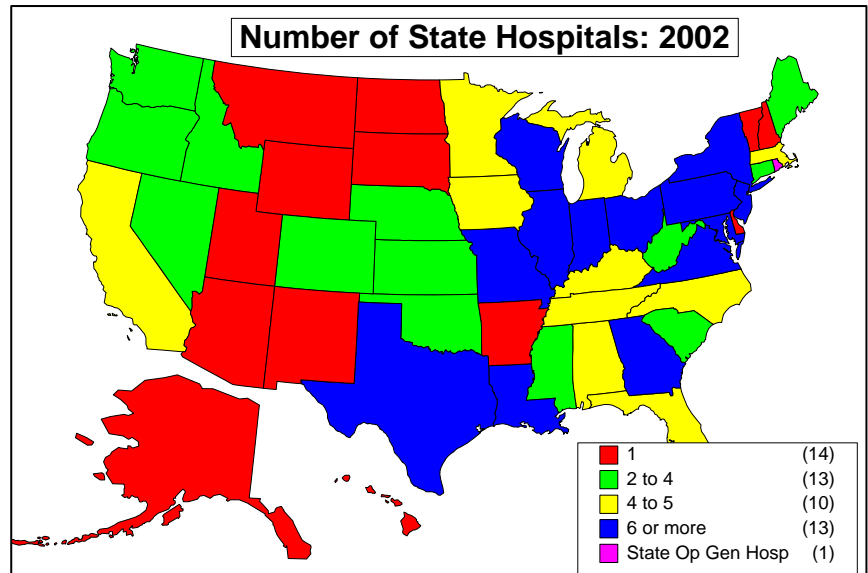 Number of State Hospitals: 2002
1 (14)
2 to 4 (13)
4 to 5 (10)
6 or more (13)
State Op Gen Hosp (1)